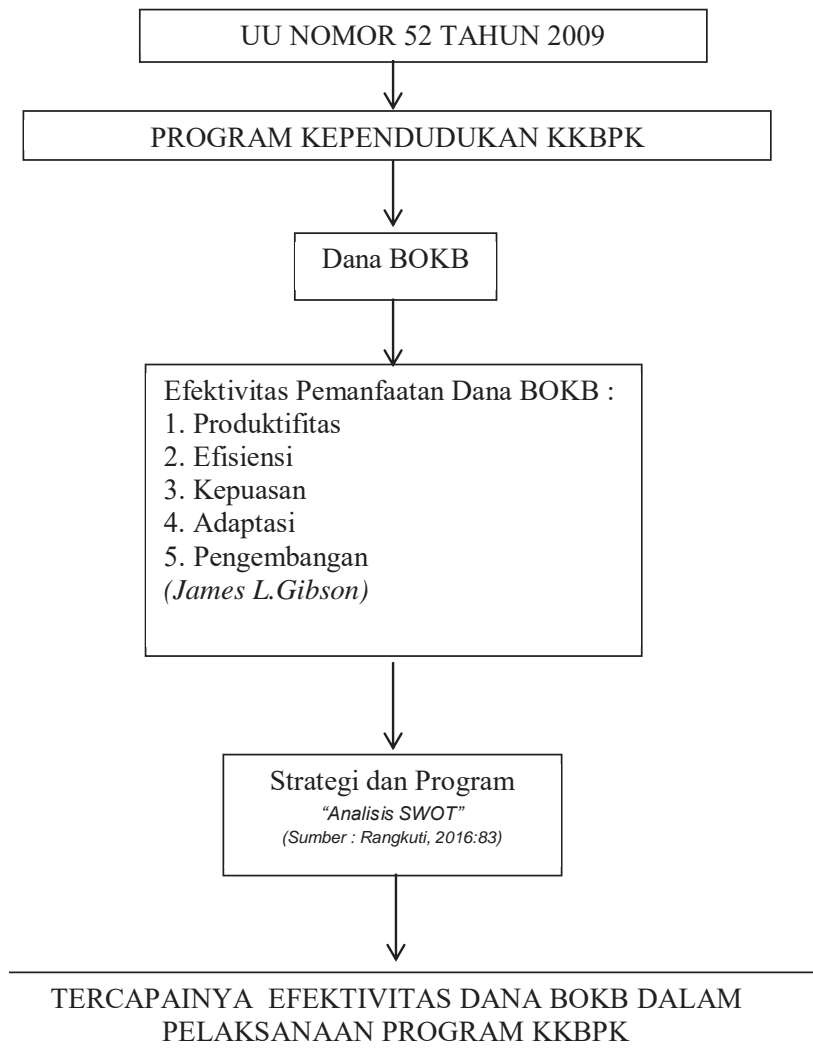 UU NOMOR 52 TAHUN 2009
PROGRAM KEPENDUDUKAN KKBPK
Dana BOKB
Efektivitas Pemanfaatan Dana BOKB :
1. Produktifitas
2. Efisiensi
3. Kepuasan
4. Adaptasi
5. Pengembangan
(James L.Gibson)
Strategi dan Program
“Analisis SWOT”
(Sumber : Rangkuti, 2016:83)
TERCAPAINYA EFEKTIVITAS DANA BOKB DALAM
PELAKSANAAN PROGRAM KKBPK